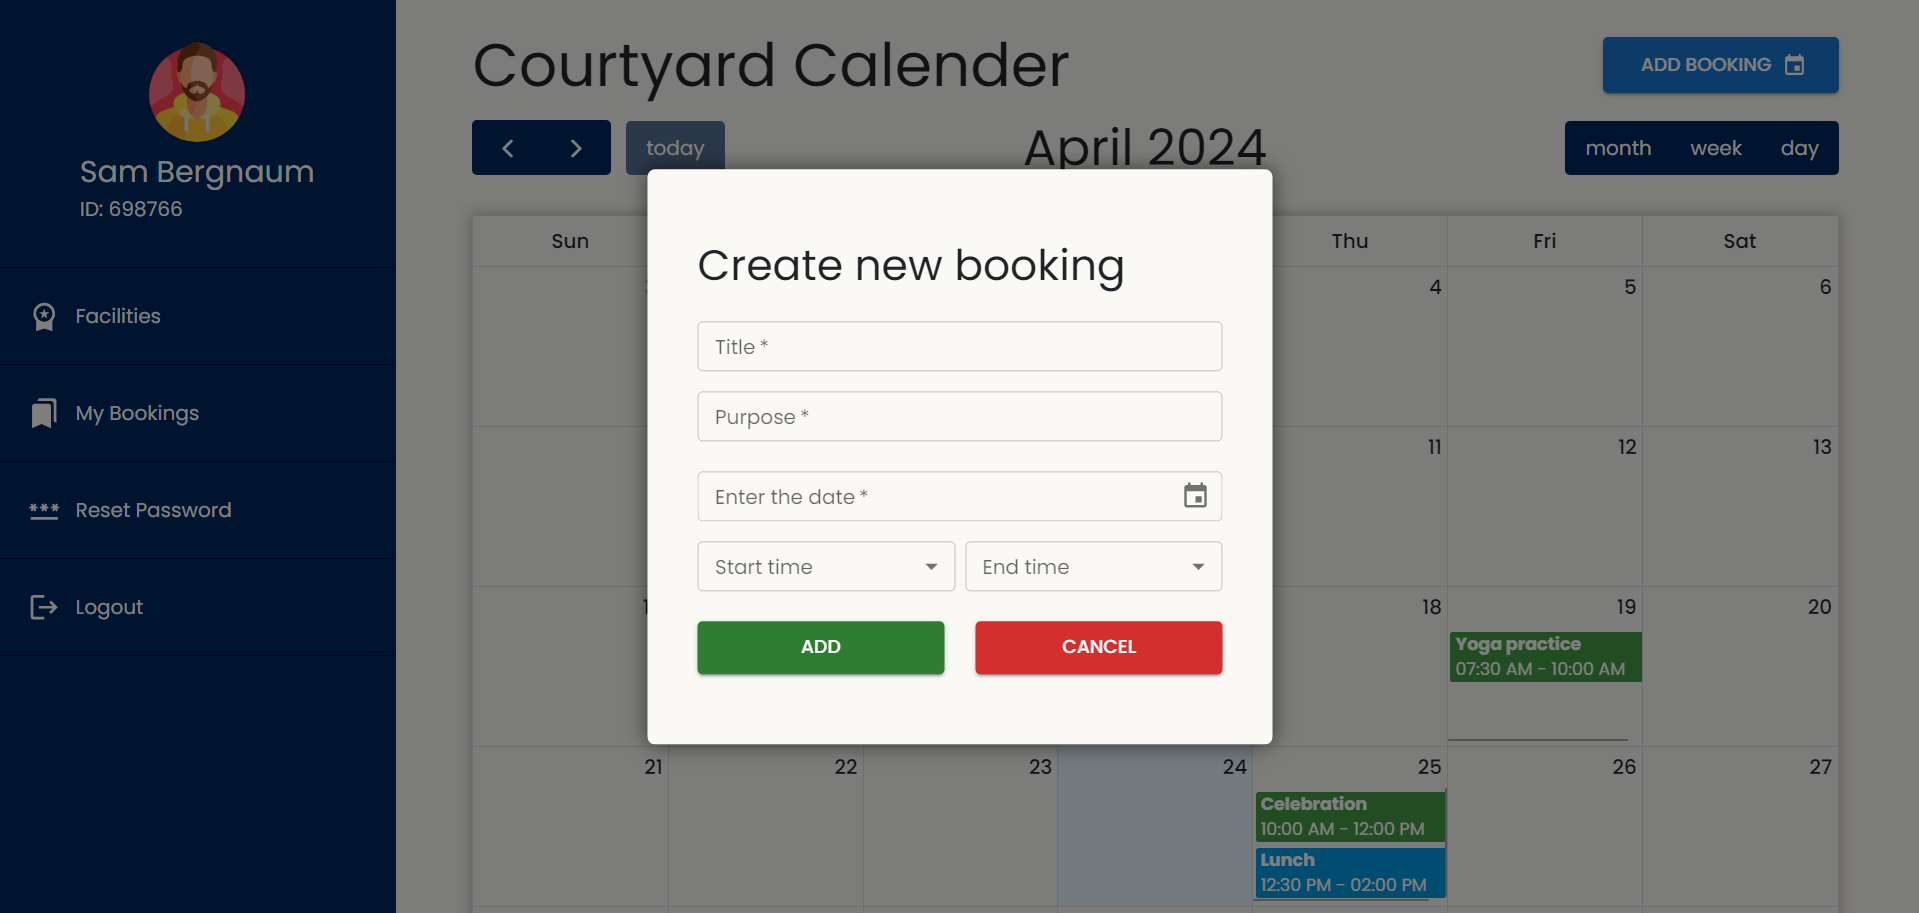 Sam Bergnaum
ID: 698766
Facilities
My Bookings
Reset Password
Logout
Courtyard Calender
ADD BOOKING
today
April 2024
month week day
Sun Thu Fri Sat
4 5 6
11 12 13
18 19 20
Yoga practice
07:30 AM - 10:00 AM
21 22 23 24 25 26 27
Celebration
10:00 AM - 12:00 PM
Lunch
12:30 PM - 02:00 PM
Create new booking
Title *
Purpose *
Enter the date *
Start time End time
ADD CANCEL